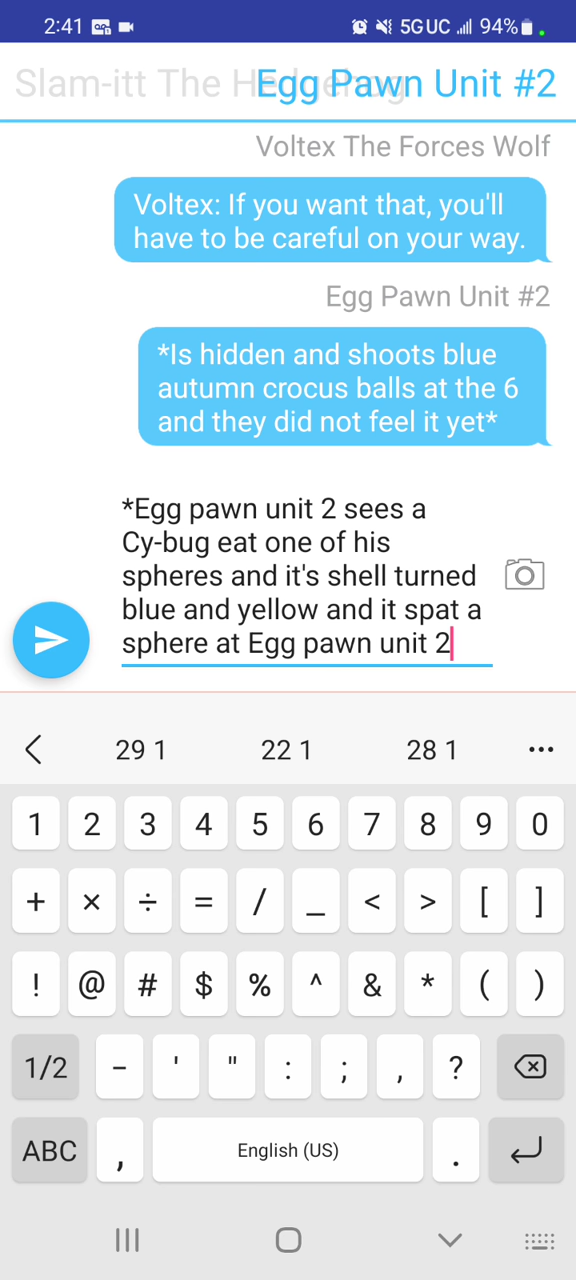 2:41 5G UC 94%
Slam-itt The Hedgehog Egg Pawn Unit #2
Voltex The Forces Wolf
Voltex: If you want that, you'll
have to be careful on your way.
Egg Pawn Unit #2
*Is hidden and shoots blue
autumn crocus balls at the 6
and they did not feel it yet*
*Egg pawn unit 2 sees a
Cy-bug eat one of his
spheres and it's shell turned
blue and yellow and it spat a
sphere at Egg pawn unit 2
29 1 22 1 28 1 ...
1 2 3 4 5 6 7 8 9 0
+ × ÷ = / _ < > [ ]
! @ # $ % ^ & * ( )
1/2 - ' " : ; , ?
ABC , English (US) .